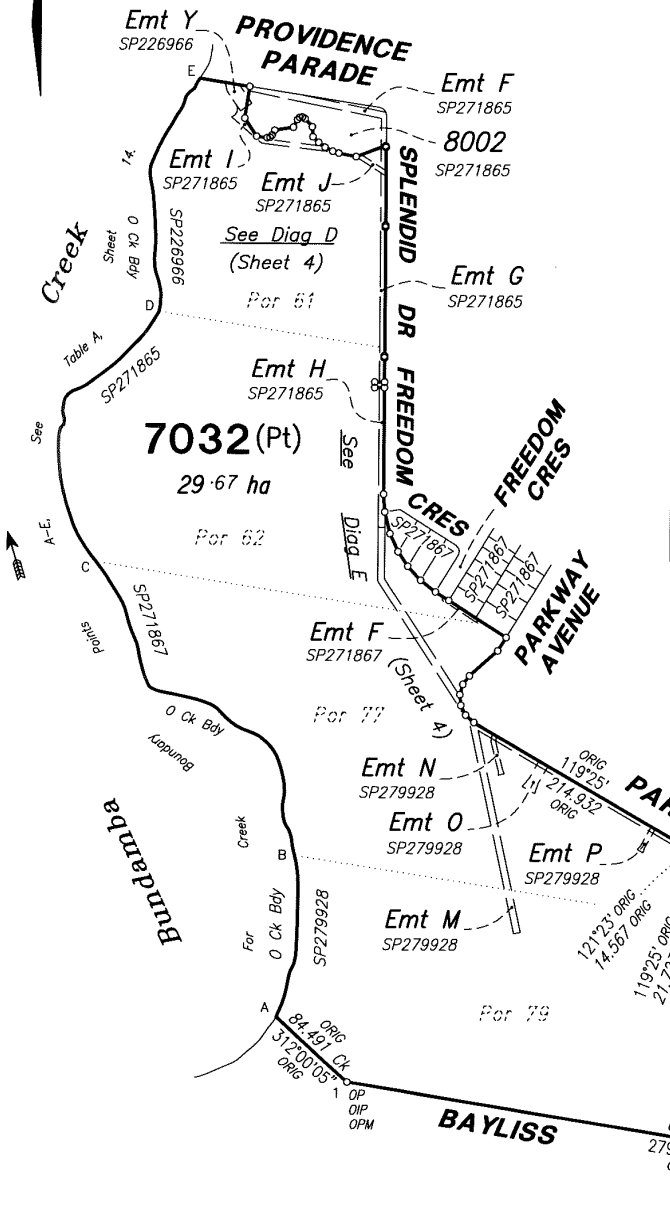 Emt Y
SP226966
PROVIDENCE
PARADE
E
Emt F
SP271865
8002
SP271865
Emt I
SP271865
Emt J
SP271865
SPLENDID DR
14.
Creek
Sheet
O Ck Bdy
SP226966
See Diag D
(Sheet 4)
Por 61
Emt G
SP271865
D
Table A,
SP271865
Emt H
SP271865
FREEDOM CRES
See
7032 (Pt)
29·67 ha
See Diag E
(Sheet 4)
FREEDOM
CRES
SP271867
SP271867
SP271867
Por 62
A-E,
C
SP271867
PARKWAY
AVENUE
Points
Emt F
SP271867
Por 77
O Ck Bdy
Boundary
ORIG
119°25'
214.932
ORIG
Emt N
SP279928
Emt O
SP279928
Emt P
SP279928
Bundamba
Creek
B
For
O Ck Bdy
SP279928
Emt M
SP279928
121°23' ORIG
14.567 ORIG
119°25' ORIG
Por 79
A
ORIG
84.491 Ck
312°00'05"
ORIG
1 OP
OIP
OPM
BAYLISS